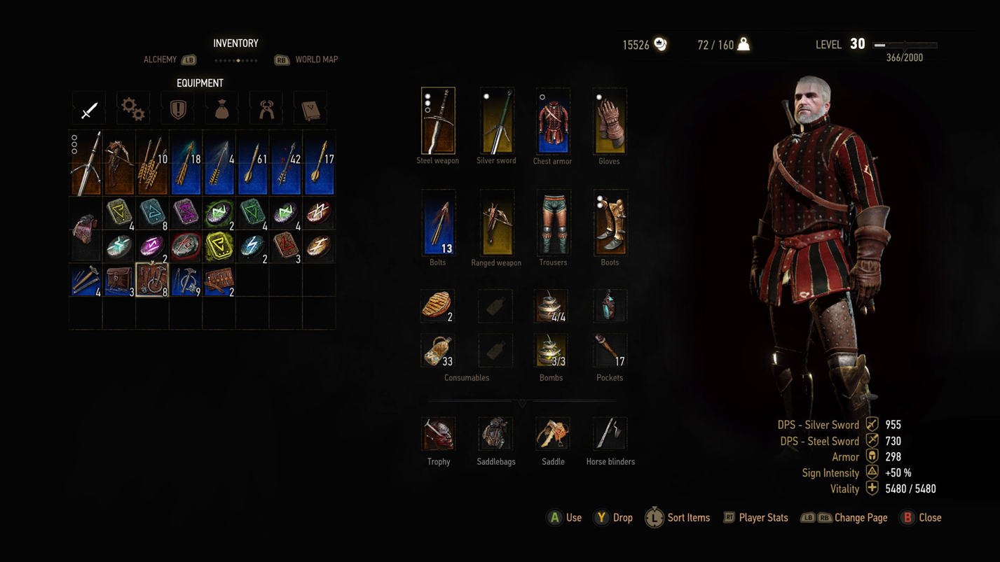 INVENTORY
ALCHEMY LB RB WORLD MAP
15526 72 / 160 LEVEL 30
366/2000
EQUIPMENT
10 18 4 61 42 17
4 8 2 4 4
2 2 3
4 3 8 9 2
Steel weapon Silver sword Chest armor Gloves
13
Bolts Ranged weapon Trousers Boots
2 4/4
33 3/3 17
Consumables Bombs Pockets
Trophy Saddlebags Saddle Horse blinders
DPS - Silver Sword 955
DPS - Steel Sword 730
Armor 298
Sign Intensity +50 %
Vitality 5480 / 5480
A Use Y Drop L Sort Items RT Player Stats LB RB Change Page B Close